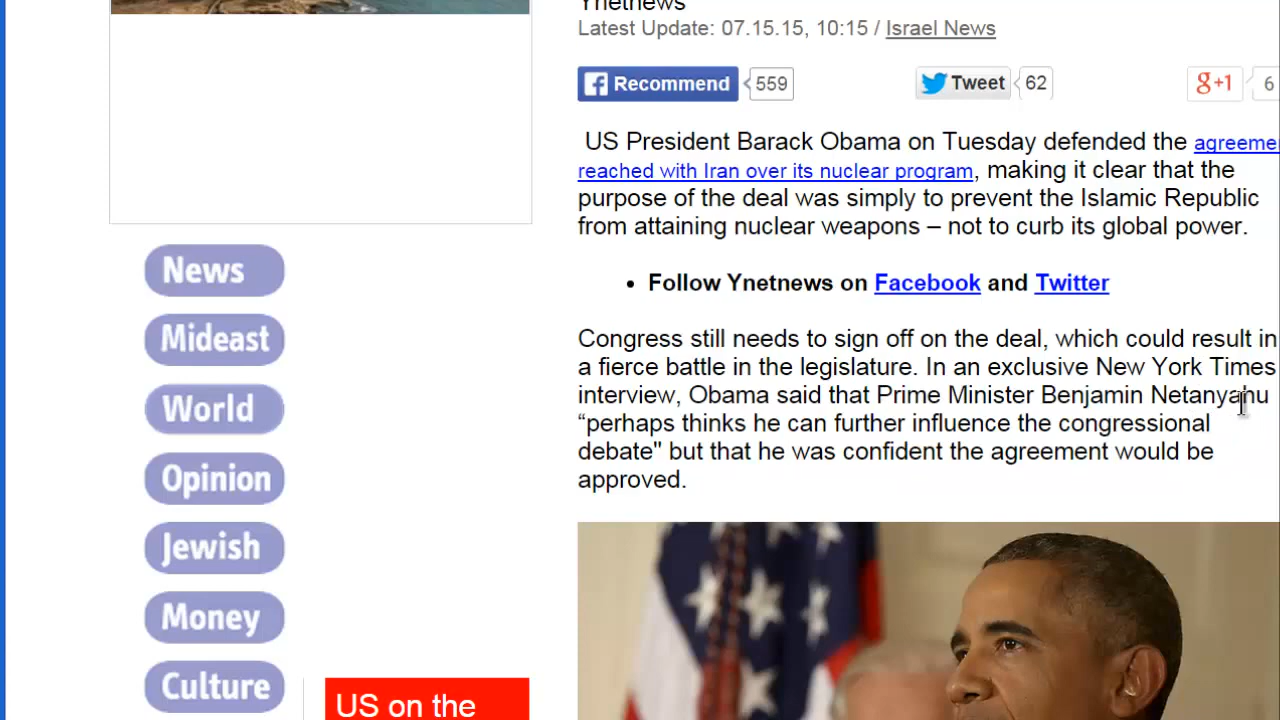 Ynetnews
Latest Update: 07.15.15, 10:15 / Israel News
Recommend 559
Tweet 62
g+1 6
US President Barack Obama on Tuesday defended the agreeme
reached with Iran over its nuclear program, making it clear that the
purpose of the deal was simply to prevent the Islamic Republic
from attaining nuclear weapons – not to curb its global power.
• Follow Ynetnews on Facebook and Twitter
Congress still needs to sign off on the deal, which could result in
a fierce battle in the legislature. In an exclusive New York Times
interview, Obama said that Prime Minister Benjamin Netanyahu
“perhaps thinks he can further influence the congressional
debate" but that he was confident the agreement would be
approved.
News
Mideast
World
Opinion
Jewish
Money
Culture
US on the